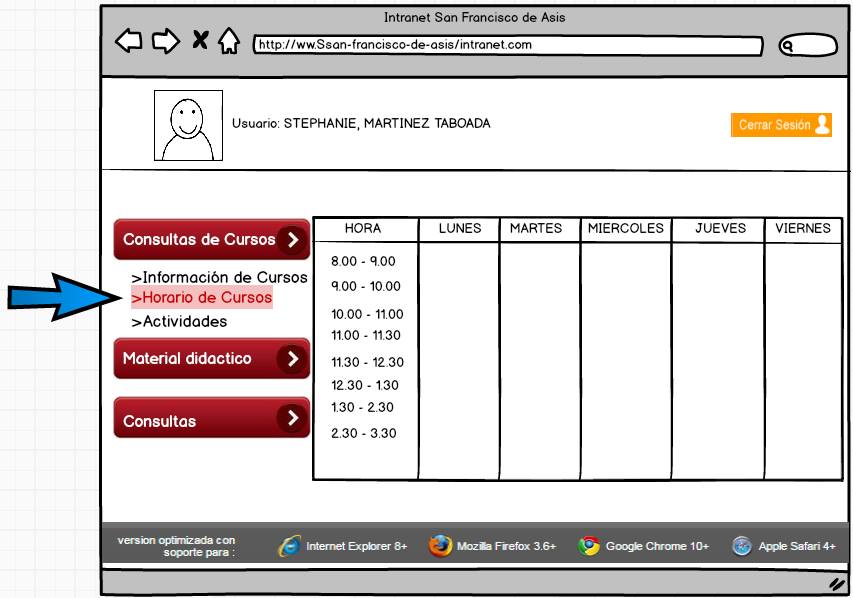 Intranet San Francisco de Asis
http://ww.Ssan-francisco-de-asis/intranet.com
Usuario: STEPHANIE, MARTINEZ TABOADA
Cerrar Sesión
Consultas de Cursos
>Información de Cursos
>Horario de Cursos
>Actividades
Material didactico
Consultas
HORA LUNES MARTES MIERCOLES JUEVES VIERNES
8.00 - 9.00
9.00 - 10.00
10.00 - 11.00
11.00 - 11.30
11.30 - 12.30
12.30 - 1.30
1.30 - 2.30
2.30 - 3.30
version optimizada con
soporte para :
Internet Explorer 8+ Mozilla Firefox 3.6+ Google Chrome 10+ Apple Safari 4+